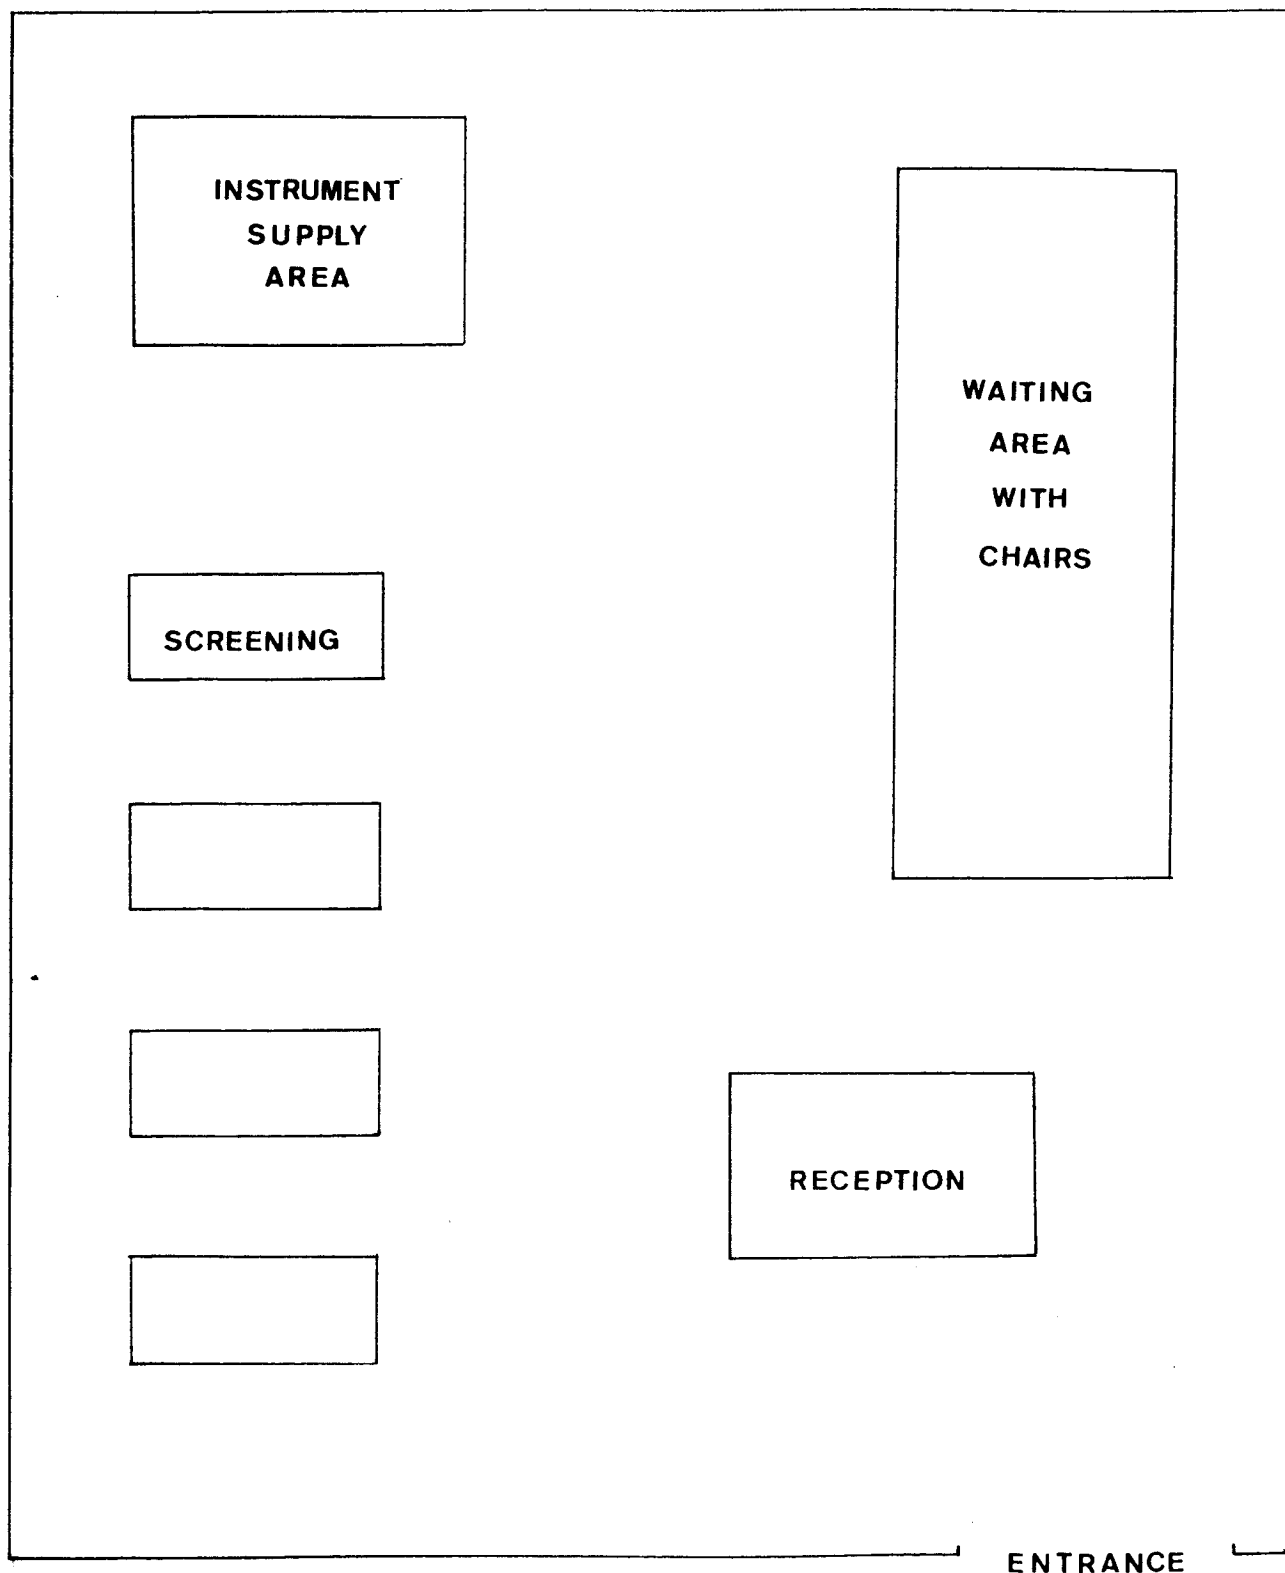 INSTRUMENT
SUPPLY
AREA
WAITING
AREA
WITH
CHAIRS
SCREENING
RECEPTION
ENTRANCE